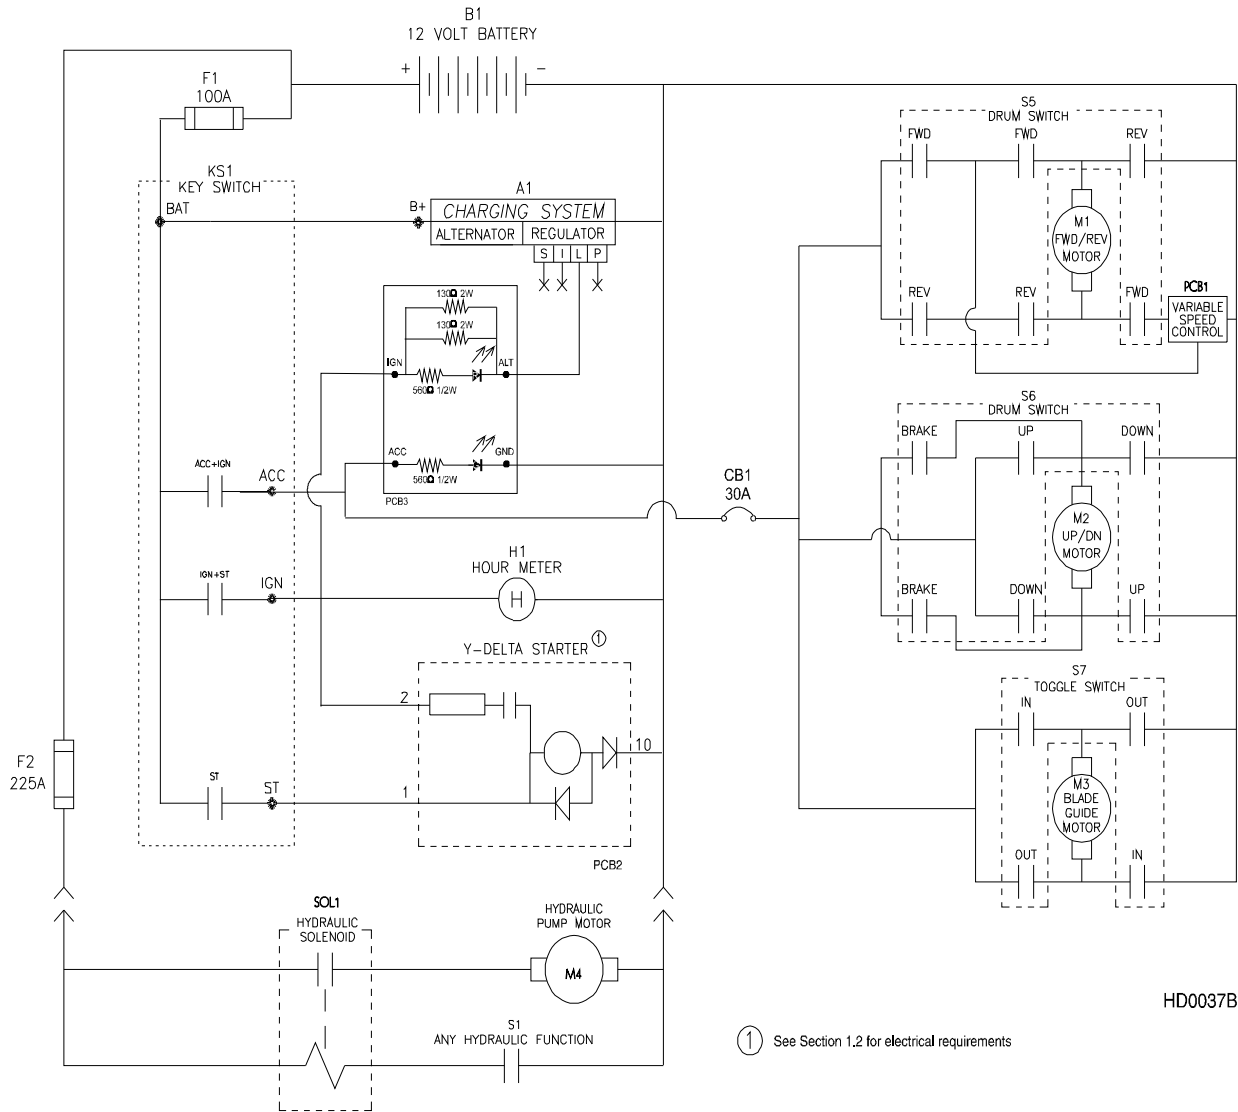 B1
12 VOLT BATTERY
+
−
F1
100A
KS1
KEY SWITCH
BAT
B+
A1
CHARGING SYSTEM
ALTERNATOR
REGULATOR
S I L P
130Ω 2W
130Ω 2W
IGN
ALT
560Ω 1/2W
ACC
GND
560Ω 1/2W
PCB3
ACC+IGN
ACC
IGN+ST
IGN
H1
HOUR METER
H
Y-DELTA STARTER 1
2
10
1
PCB2
ST
ST
F2
225A
CB1
30A
S5
DRUM SWITCH
FWD
FWD
REV
M1
FWD/REV
MOTOR
REV
REV
FWD
PCB1
VARIABLE
SPEED
CONTROL
S6
DRUM SWITCH
BRAKE
UP
DOWN
M2
UP/DN
MOTOR
BRAKE
DOWN
UP
S7
TOGGLE SWITCH
IN
OUT
M3
BLADE
GUIDE
MOTOR
OUT
IN
SOL1
HYDRAULIC
SOLENOID
HYDRAULIC
PUMP MOTOR
M4
S1
ANY HYDRAULIC FUNCTION
HD0037B
1 See Section 1.2 for electrical requirements